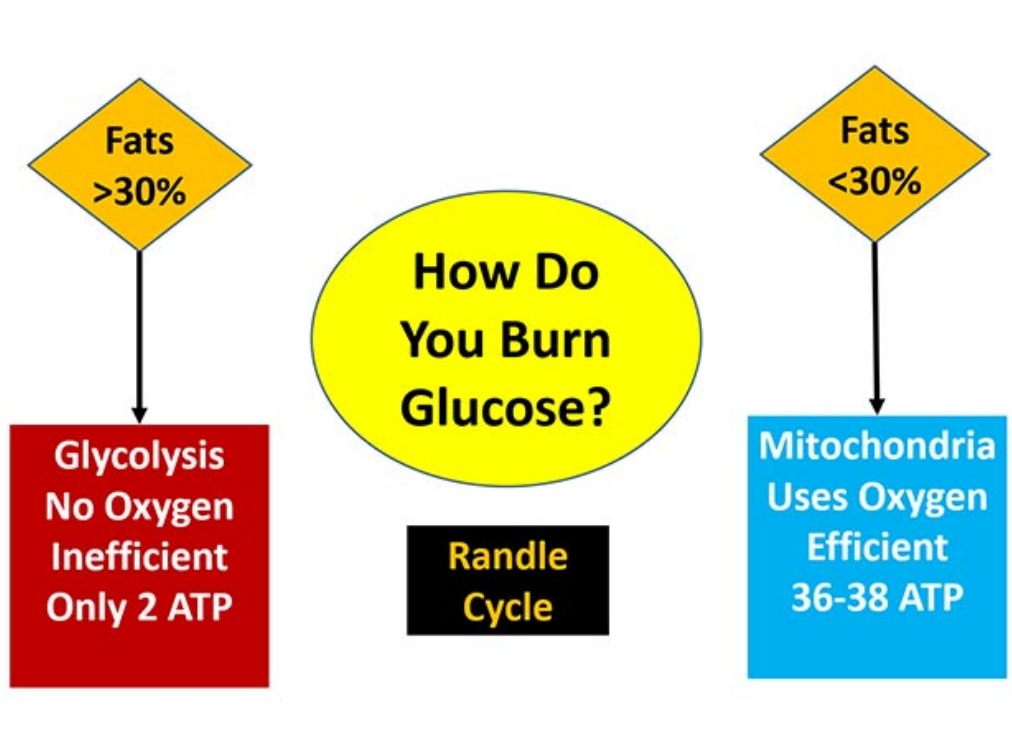 Fats
>30%
Glycolysis
No Oxygen
Inefficient
Only 2 ATP
How Do
You Burn
Glucose?
Randle
Cycle
Fats
<30%
Mitochondria
Uses Oxygen
Efficient
36-38 ATP